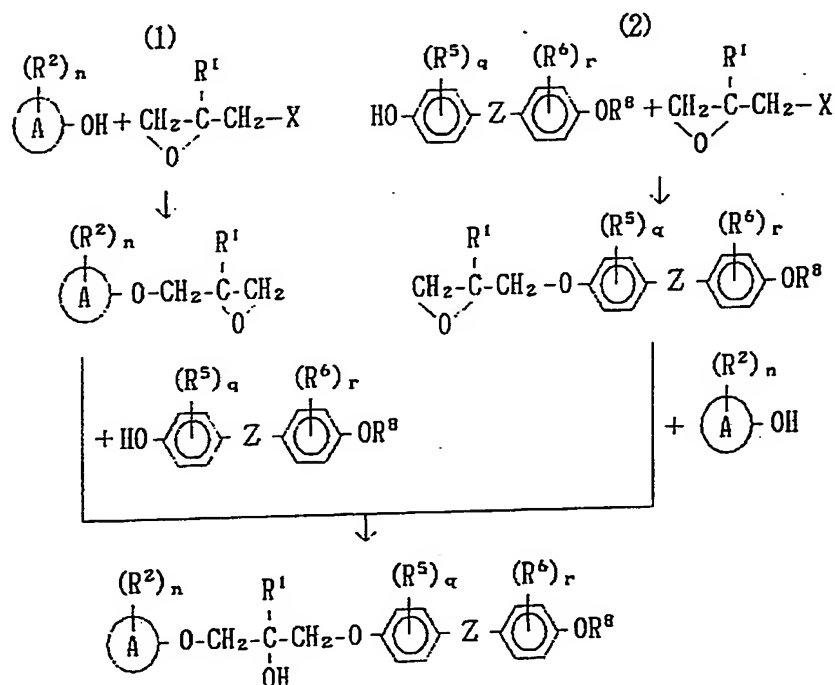 (1) (2)
(R²)ₙ R¹ (R⁵)q (R⁶)r R¹
A-OH+CH₂-C-CH₂-X HO- -Z- -OR⁸+CH₂-C-CH₂-X
O O
↓ ↓
(R²)ₙ R¹ R¹ (R⁵)q (R⁶)r
A-O-CH₂-C-CH₂ CH₂-C-CH₂-O- -Z- -OR⁸
O O
(R⁵)q (R⁶)r (R²)ₙ
+HO- -Z- -OR⁸ + A-OH
↓
(R²)ₙ R¹ (R⁵)q (R⁶)r
A-O-CH₂-C-CH₂-O- -Z- -OR⁸
OH